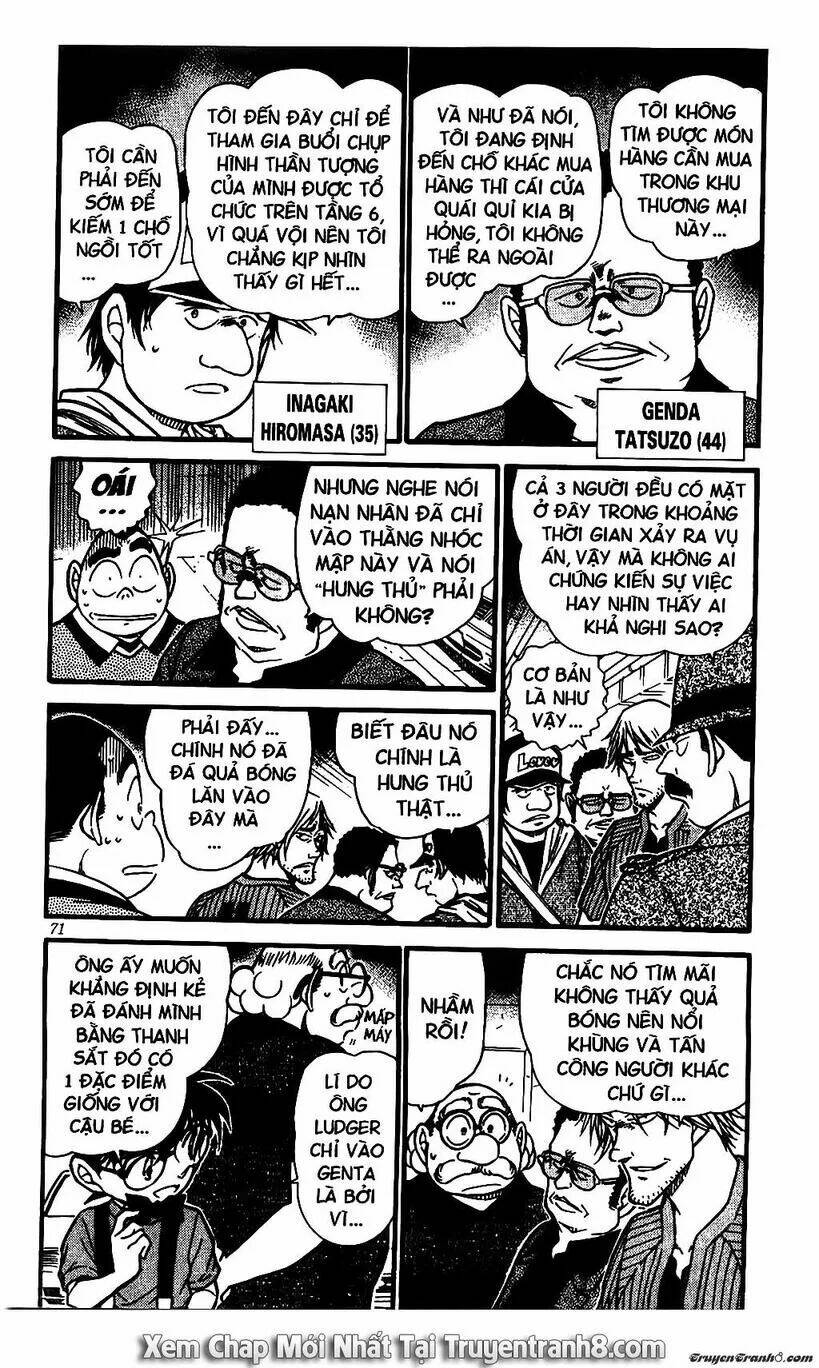 TÔI KHÔNG
TÌM ĐƯỢC MÓN
HÀNG CẦN MUA
TRONG KHU
THƯƠNG MẠI
NÀY...
VÀ NHƯ ĐÃ NÓI,
TÔI ĐANG ĐỊNH
ĐẾN CHỖ KHÁC MUA
HÀNG THÌ CÁI CỬA
QUÁI QUỈ KIA BỊ
HỎNG, TÔI KHÔNG
THỂ RA NGOÀI
ĐƯỢC
...
GENDA
TATSUZO (44)
TÔI ĐẾN ĐÂY CHỈ ĐỂ
THAM GIA BUỔI CHỤP
HÌNH THẦN TƯỢNG
CỦA MÌNH ĐƯỢC TỔ
CHỨC TRÊN TẦNG 6,
VÌ QUÁ VỘI NÊN TÔI
CHẲNG KỊP NHÌN
THẤY GÌ HẾT...
TÔI CẦN
PHẢI ĐẾN
SỚM ĐỂ
KIẾM 1 CHỖ
NGỒI TỐT
...
INAGAKI
HIROMASA (35)
CẢ 3 NGƯỜI ĐỀU CÓ MẶT
Ở ĐÂY TRONG KHOẢNG
THỜI GIAN XẢY RA VỤ
ÁN, VẬY MÀ KHÔNG AI
CHỨNG KIẾN SỰ VIỆC
HAY NHÌN THẤY AI
KHẢ NGHI SAO?
CƠ BẢN
LÀ NHƯ
VẬY...
NHƯNG NGHE NÓI
NẠN NHÂN ĐÃ CHỈ
VÀO THẰNG NHÓC
MẬP NÀY VÀ NÓI
"HUNG THỦ" PHẢI
KHÔNG?
OÁI
...
BIẾT ĐÂU NÓ
CHÍNH LÀ
HUNG THỦ
THẬT...
PHẢI ĐẤY...
CHÍNH NÓ ĐÃ
ĐÁ QUẢ BÓNG
LĂN VÀO
ĐÂY MÀ
...
71
CHẮC NÓ TÌM MÃI
KHÔNG THẤY QUẢ
BÓNG NÊN NỔI
KHÙNG VÀ TẤN
CÔNG NGƯỜI KHÁC
CHỨ GÌ...
NHẦM
RỒI!
MẤP
MÁY
LÍ DO
ÔNG
LUDGER
CHỈ VÀO
GENTA
LÀ BỞI
VÌ...
ÔNG ẤY MUỐN
KHẲNG ĐỊNH KẺ
ĐÃ ĐÁNH MÌNH
BẰNG THANH
SẮT ĐÓ CÓ
1 ĐẶC ĐIỂM
GIỐNG VỚI
CẬU BÉ...
Xem Chap Mới Nhất Tại Truyentranh8.com
TruyenTranh8.com